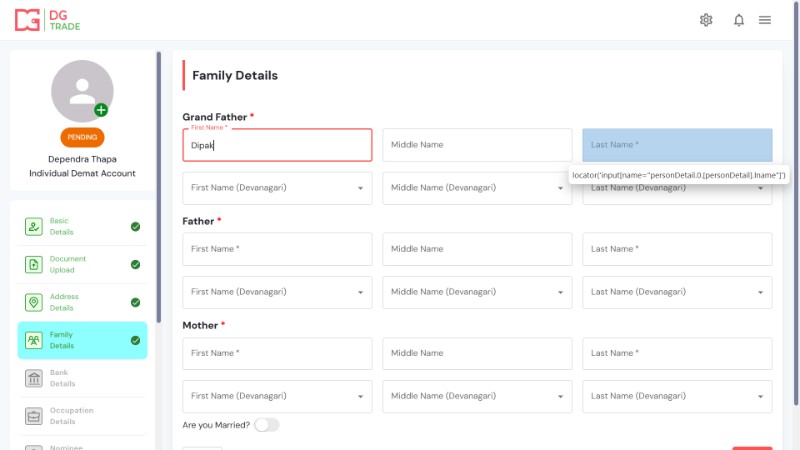 DG
TRADE
PENDING
Dependra Thapa
Individual Demat Account
Basic
Details
Document
Upload
Address
Details
Family
Details
Bank
Details
Occupation
Details
Family Details
Grand Father *
First Name *
Dipak
Middle Name
Last Name *
locator('input[name="personDetail.0.[personDetail].lname"]')
First Name (Devanagari)
Middle Name (Devanagari)
Last Name (Devanagari)
Father *
First Name *
Middle Name
Last Name *
First Name (Devanagari)
Middle Name (Devanagari)
Last Name (Devanagari)
Mother *
First Name *
Middle Name
Last Name *
First Name (Devanagari)
Middle Name (Devanagari)
Last Name (Devanagari)
Are you Married?